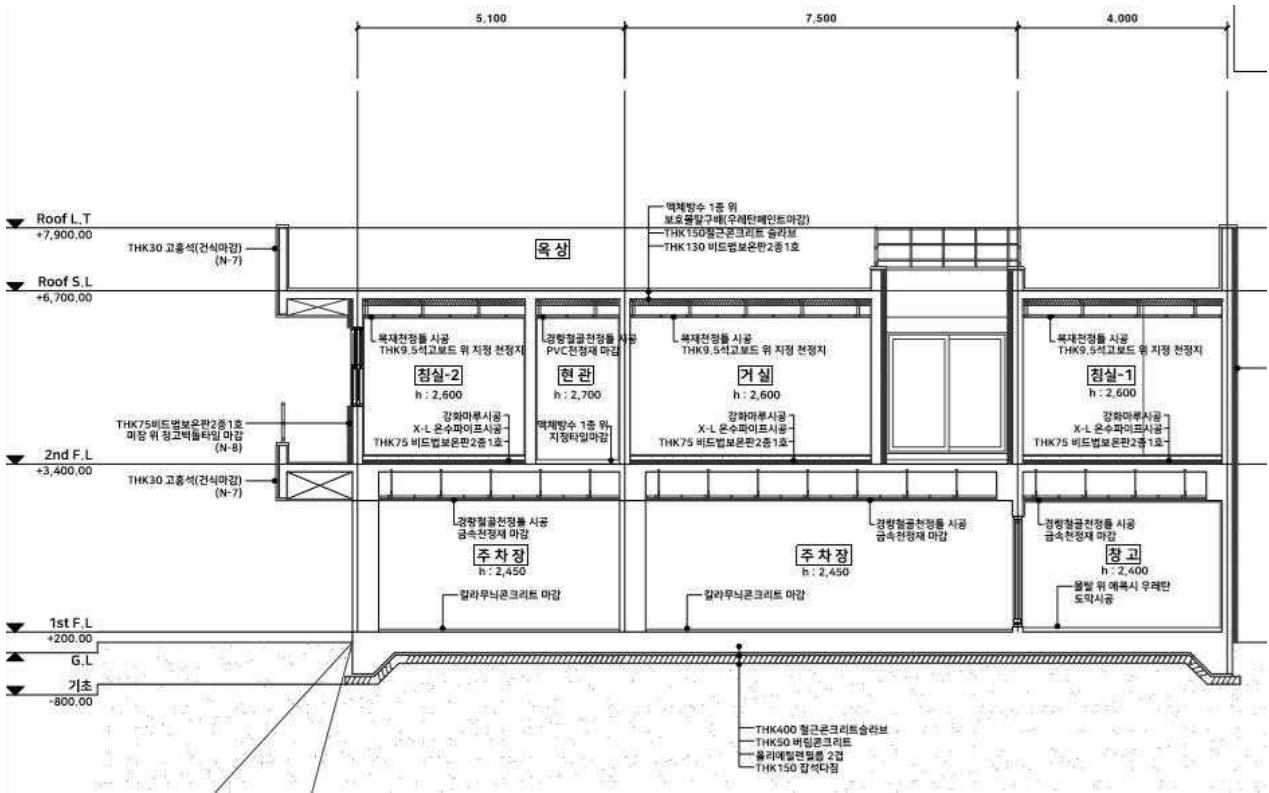 5,100
7,500
4,000
Roof L.T
+7,900.00
THK30 고흥석(건식마감)
(N-7)
옥상
액체방수 1종 위
보호몰탈구배(우레탄페인트마감)
THK150철근콘크리트 슬라브
THK130 비드법보온판2종1호
Roof S.L
+6,700.00
목재천정틀 시공
THK9.5석고보드 위 지정 천정지
경량철골천정틀 시공
PVC천정재 마감
목재천정틀 시공
THK9.5석고보드 위 지정 천정지
목재천정틀 시공
THK9.5석고보드 위 지정 천정지
침실-2
h : 2,600
현관
h : 2,700
거실
h : 2,600
침실-1
h : 2,600
THK75비드법보온판2종1호
미장 위 징고벽돌타일 마감
(N-8)
강화마루시공
X-L 온수파이프시공
THK75 비드법보온판2종1호
액체방수 1종 위
지정타일마감
강화마루시공
X-L 온수파이프시공
THK75 비드법보온판2종1호
강화마루시공
X-L 온수파이프시공
THK75 비드법보온판2종1호
2nd F.L
+3,400.00
THK30 고흥석(건식마감)
(N-7)
경량철골천정틀 시공
금속천정재 마감
경량철골천정틀 시공
금속천정재 마감
경량철골천정틀 시공
금속천정재 마감
주차장
h : 2,450
주차장
h : 2,450
창고
h : 2,400
칼라무늬콘크리트 마감
칼라무늬콘크리트 마감
몰탈 위 에폭시 우레탄
도막시공
1st F.L
+200.00
G.L
기초
-800.00
THK400 철근콘크리트슬라브
THK50 버림콘크리트
폴리에틸렌필름 2겹
THK150 잡석다짐